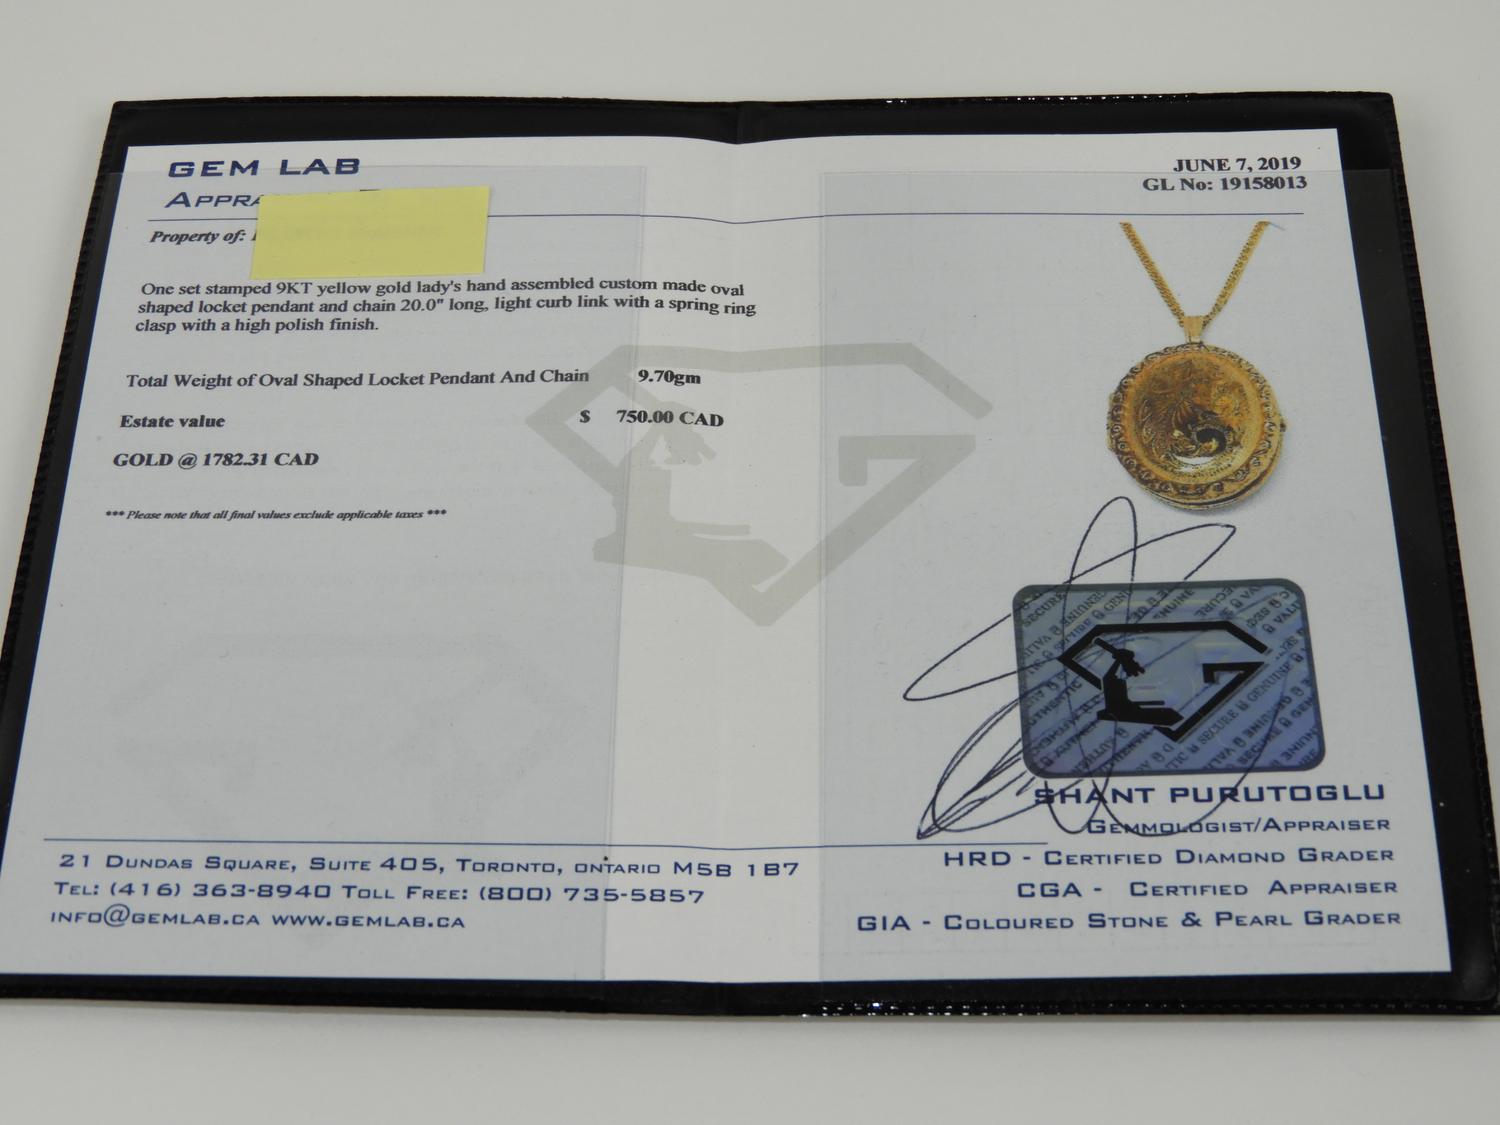 GEM LAB
JUNE 7, 2019
GL No: 19158013
Property of:
One set stamped 9KT yellow gold lady's hand assembled custom made oval
shaped locket pendant and chain 20.0" long, light curb link with a spring ring
clasp with a high polish finish.
Total Weight of Oval Shaped Locket Pendant And Chain 9.70gm
Estate value $ 750.00 CAD
GOLD @ 1782.31 CAD
*** Please note that all final values exclude applicable taxes ***
SHANT PURUTOGLU
GEMMOLOGIST/APPRAISER
HRD - CERTIFIED DIAMOND GRADER
CGA - CERTIFIED APPRAISER
GIA - COLOURED STONE & PEARL GRADER
21 DUNDAS SQUARE, SUITE 405, TORONTO, ONTARIO M5B 1B7
TEL: (416) 363-8940 TOLL FREE: (800) 735-5857
INFO@GEMLAB.CA WWW.GEMLAB.CA